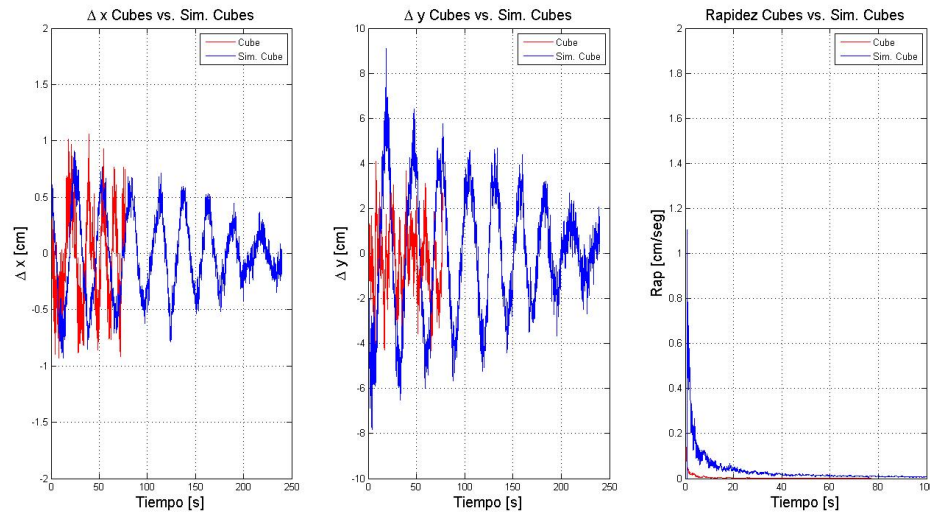 Δ x Cubes vs. Sim. Cubes
Cube
Sim. Cube
2
1.5
1
0.5
0
-0.5
-1
-1.5
-2
Δ x [cm]
0 50 100 150 200 250
Tiempo [s]
Δ y Cubes vs. Sim. Cubes
Cube
Sim. Cube
10
8
6
4
2
0
-2
-4
-6
-8
-10
Δ y [cm]
0 50 100 150 200 250
Tiempo [s]
Rapidez Cubes vs. Sim. Cubes
Cube
Sim. Cube
2
1.8
1.6
1.4
1.2
1
0.8
0.6
0.4
0.2
0
Rap [cm/seg]
0 20 40 60 80 100
Tiempo [s]